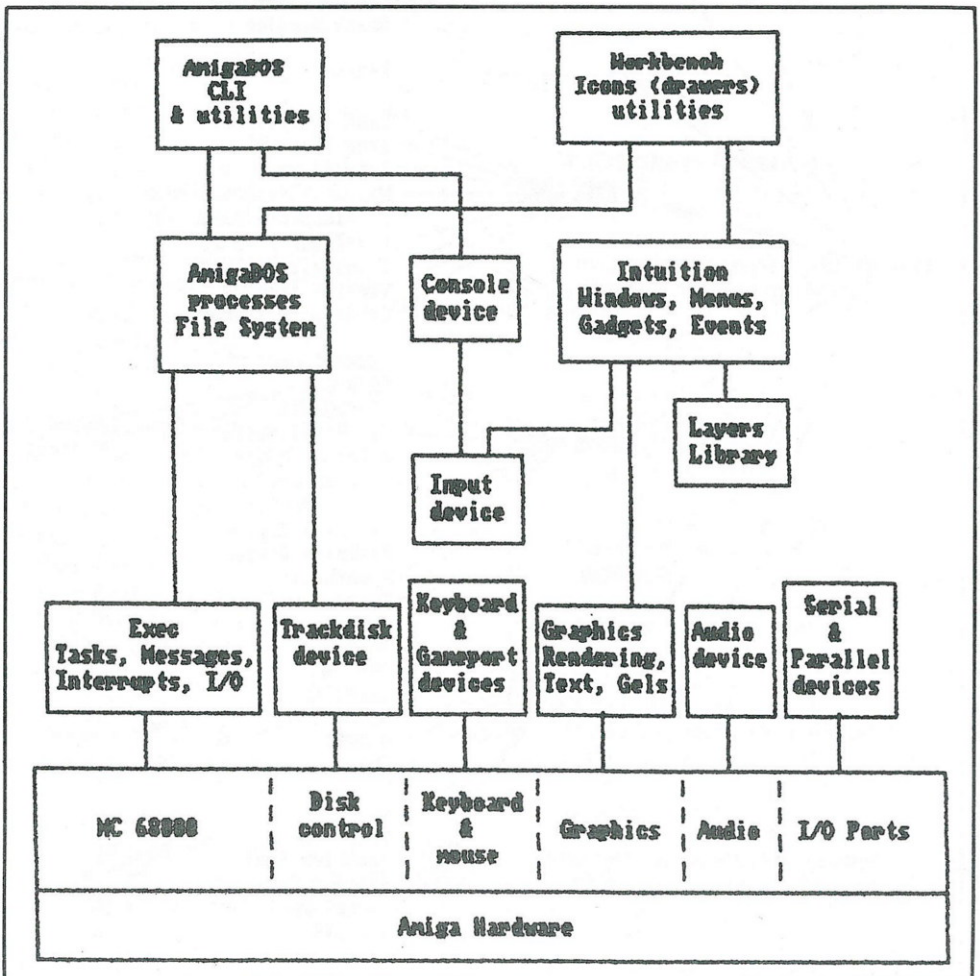 AmigaDOS
CLI
& utilities
Workbench
Icons (drawers)
utilities
AmigaDOS
processes
File System
Console
device
Intuition
Windows, Menus,
Gadgets, Events
Layers
Library
Input
device
Exec
Tasks, Messages,
Interrupts, I/O
Trackdisk
device
Keyboard
&
Gameport
devices
Graphics
Rendering,
Text, Gels
Audio
device
Serial
&
Parallel
devices
MC 68000
Disk
control
Keyboard
&
mouse
Graphics
Audio
I/O Ports
Amiga Hardware